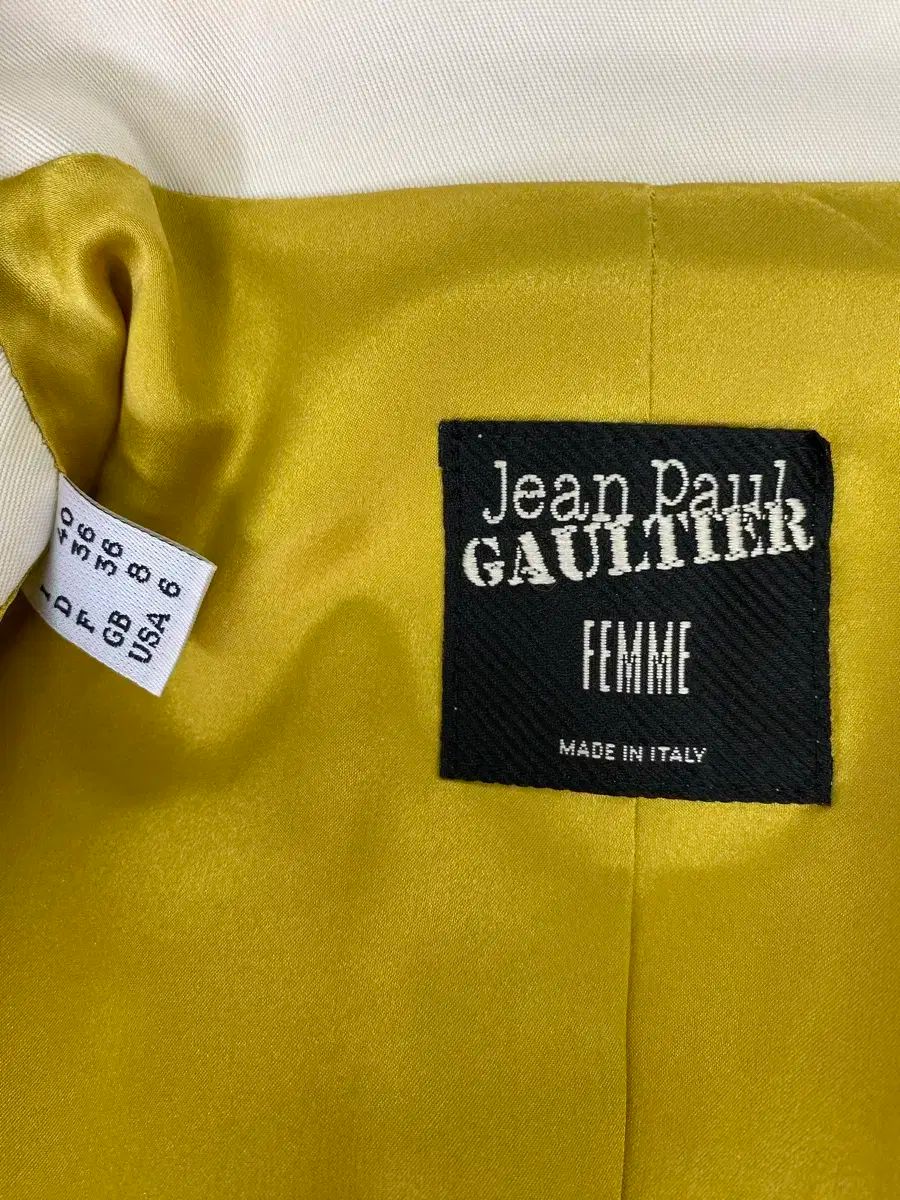 Jean Paul
GAULTIER
FEMME
MADE IN ITALY
I 40
D 36
F 36
GB 8
USA 6